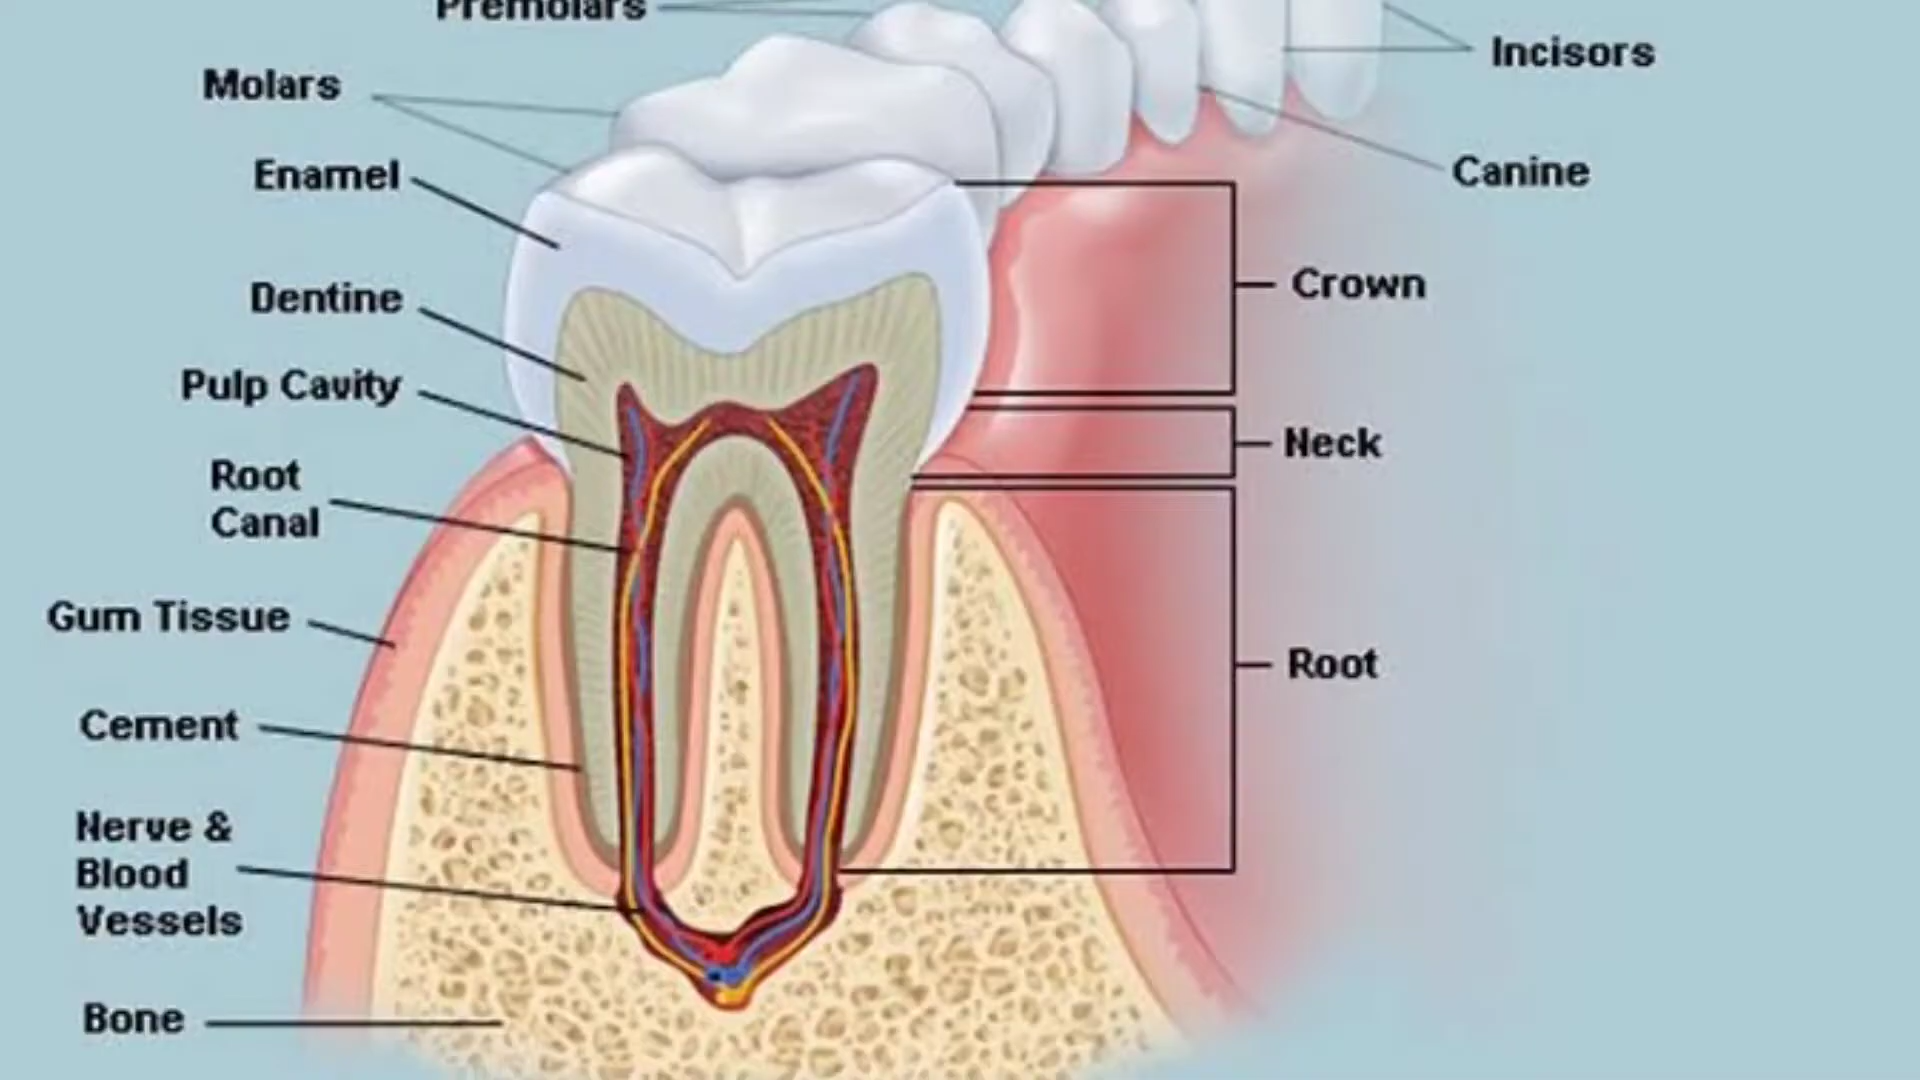 Premolars
Incisors
Molars
Canine
Enamel
Crown
Dentine
Pulp Cavity
Neck
Root
Canal
Gum Tissue
Root
Cement
Nerve &
Blood
Vessels
Bone